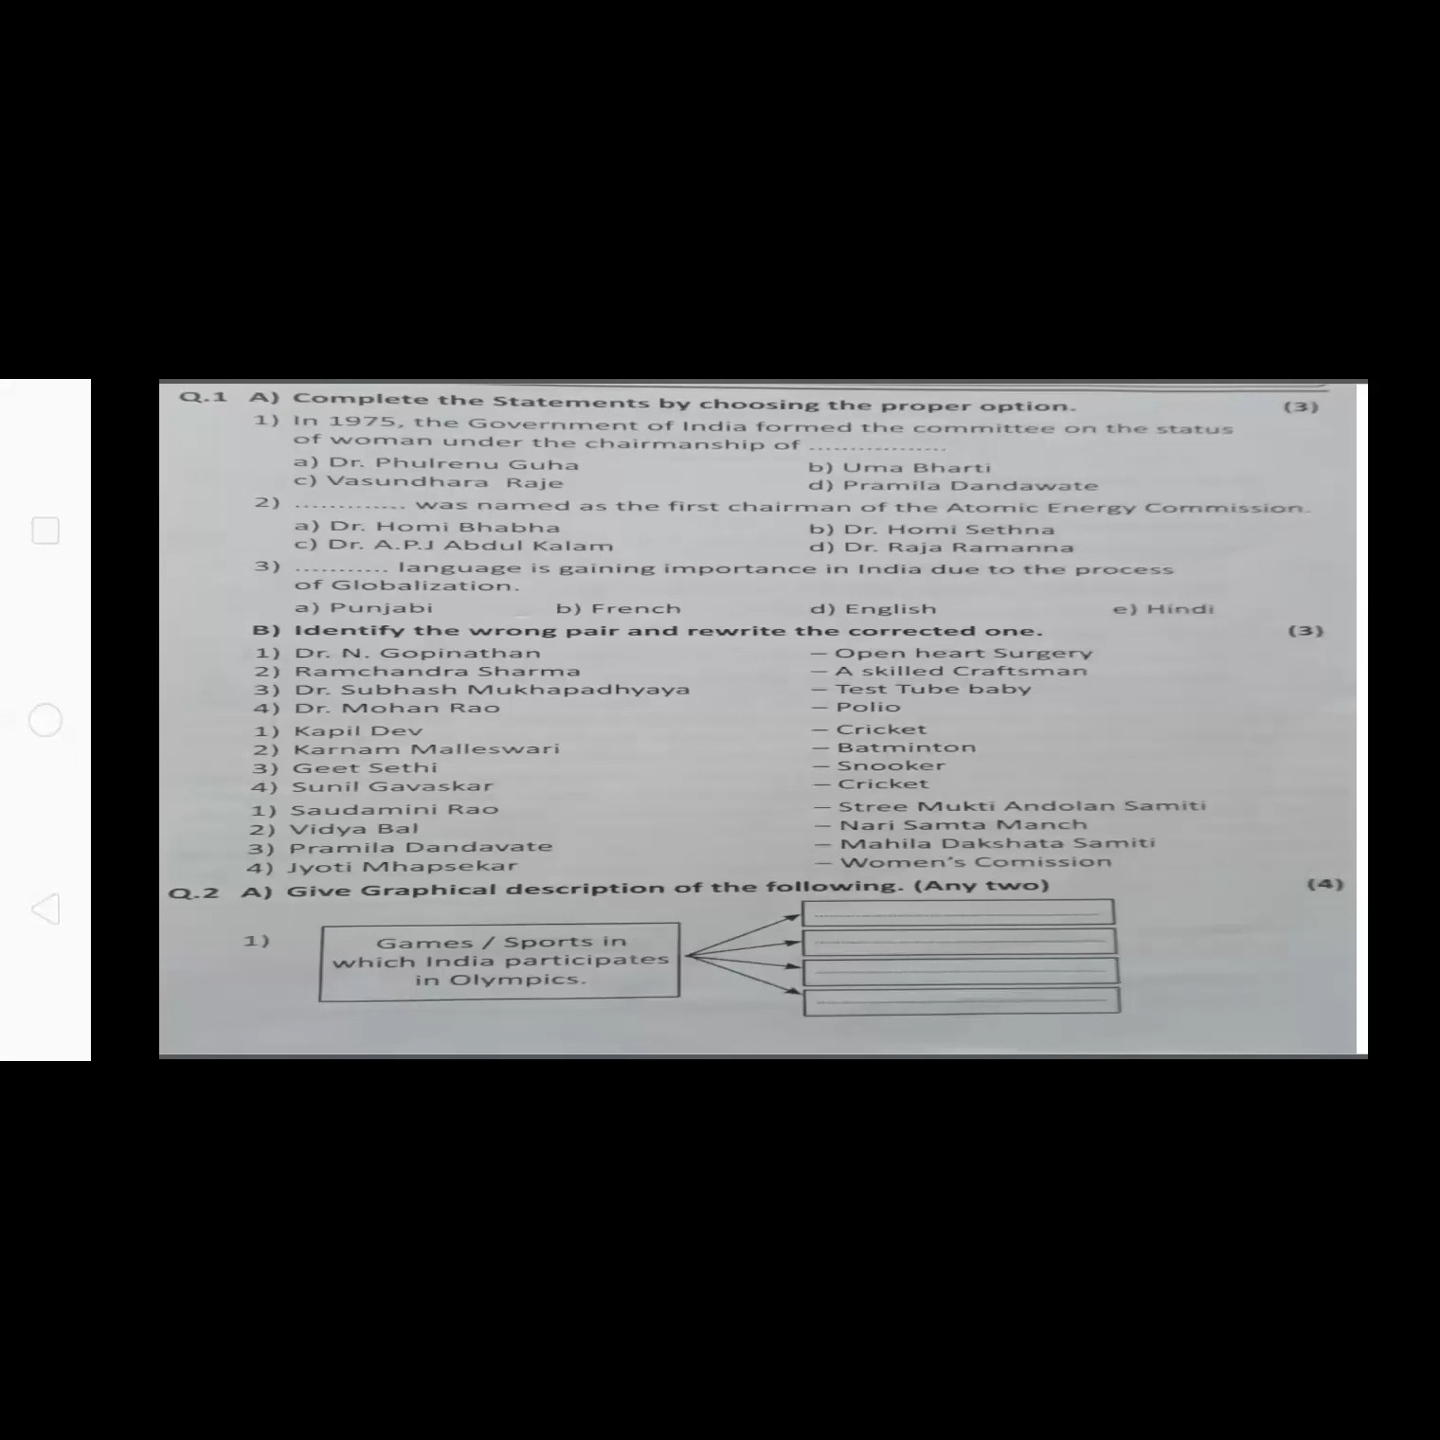 Q.1 A) Complete the Statements by choosing the proper option. (3)
1) In 1975, the Government of India formed the committee on the status
of woman under the chairmanship of .................
a) Dr. Phulrenu Guha b) Uma Bharti
c) Vasundhara Raje d) Pramila Dandawate
2) ............. was named as the first chairman of the Atomic Energy Commission.
a) Dr. Homi Bhabha b) Dr. Homi Sethna
c) Dr. A.P.J Abdul Kalam d) Dr. Raja Ramanna
3) ........... language is gaining importance in India due to the process
of Globalization.
a) Punjabi b) French d) English e) Hindi
B) Identify the wrong pair and rewrite the corrected one. (3)
1) Dr. N. Gopinathan – Open heart Surgery
2) Ramchandra Sharma – A skilled Craftsman
3) Dr. Subhash Mukhapadhyaya – Test Tube baby
4) Dr. Mohan Rao – Polio
1) Kapil Dev – Cricket
2) Karnam Malleswari – Batminton
3) Geet Sethi – Snooker
4) Sunil Gavaskar – Cricket
1) Saudamini Rao – Stree Mukti Andolan Samiti
2) Vidya Bal – Nari Samta Manch
3) Pramila Dandavate – Mahila Dakshata Samiti
4) Jyoti Mhapsekar – Women's Comission
Q.2 A) Give Graphical description of the following. (Any two) (4)
1) Games / Sports in
which India participates
in Olympics.